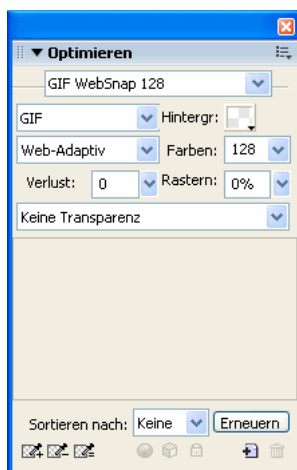 Optimieren
GIF WebSnap 128
GIF Hintergr:
Web-Adaptiv Farben: 128
Verlust: 0 Rastern: 0%
Keine Transparenz
Sortieren nach: Keine Erneuern